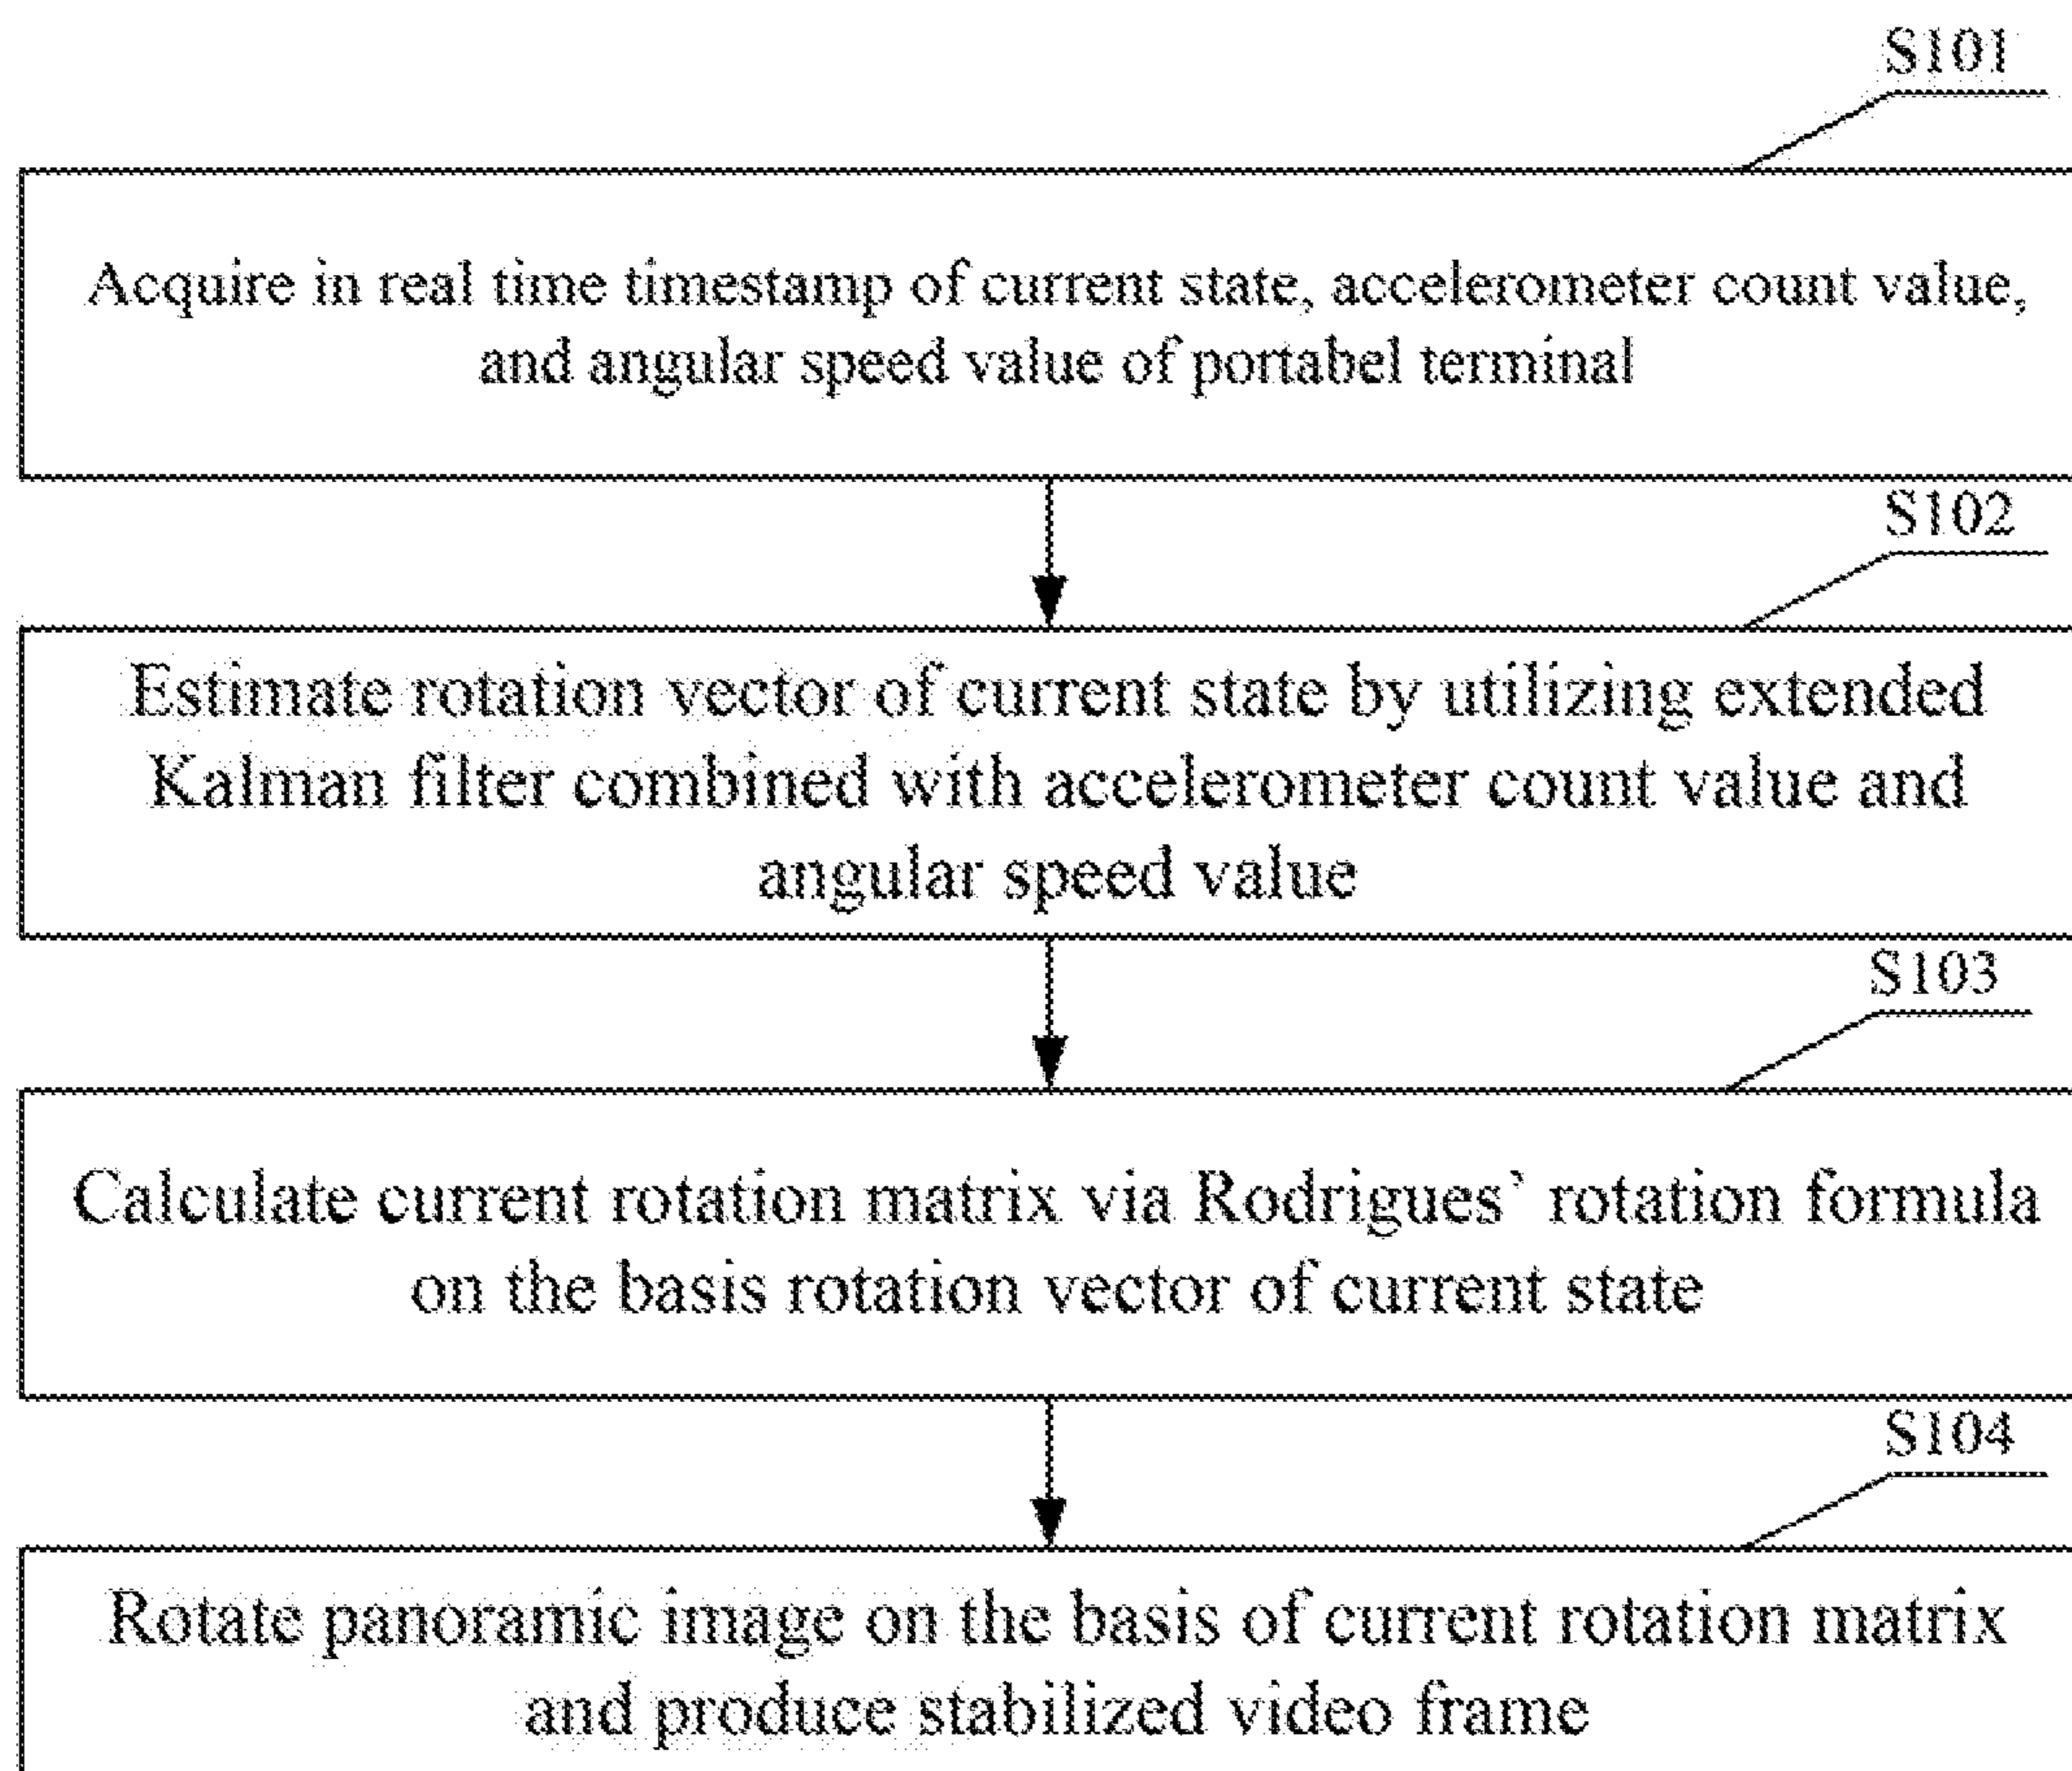 S101
Acquire in real time timestamp of current state, accelerometer count value,
and angular speed value of portabel terminal
S102
Estimate rotation vector of current state by utilizing extended
Kalman filter combined with accelerometer count value and
angular speed value
S103
Calculate current rotation matrix via Rodrigues’ rotation formula
on the basis rotation vector of current state
S104
Rotate panoramic image on the basis of current rotation matrix
and produce stabilized video frame